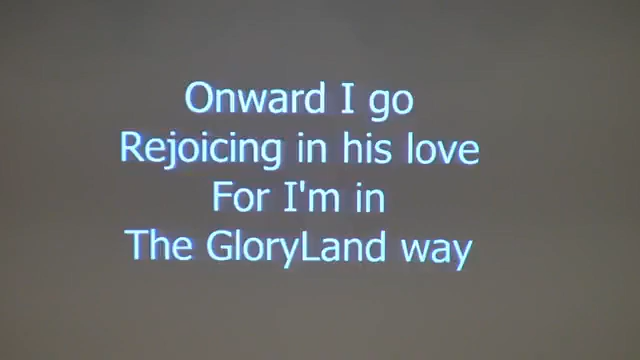 Onward I go
Rejoicing in his love
For I'm in
The GloryLand way